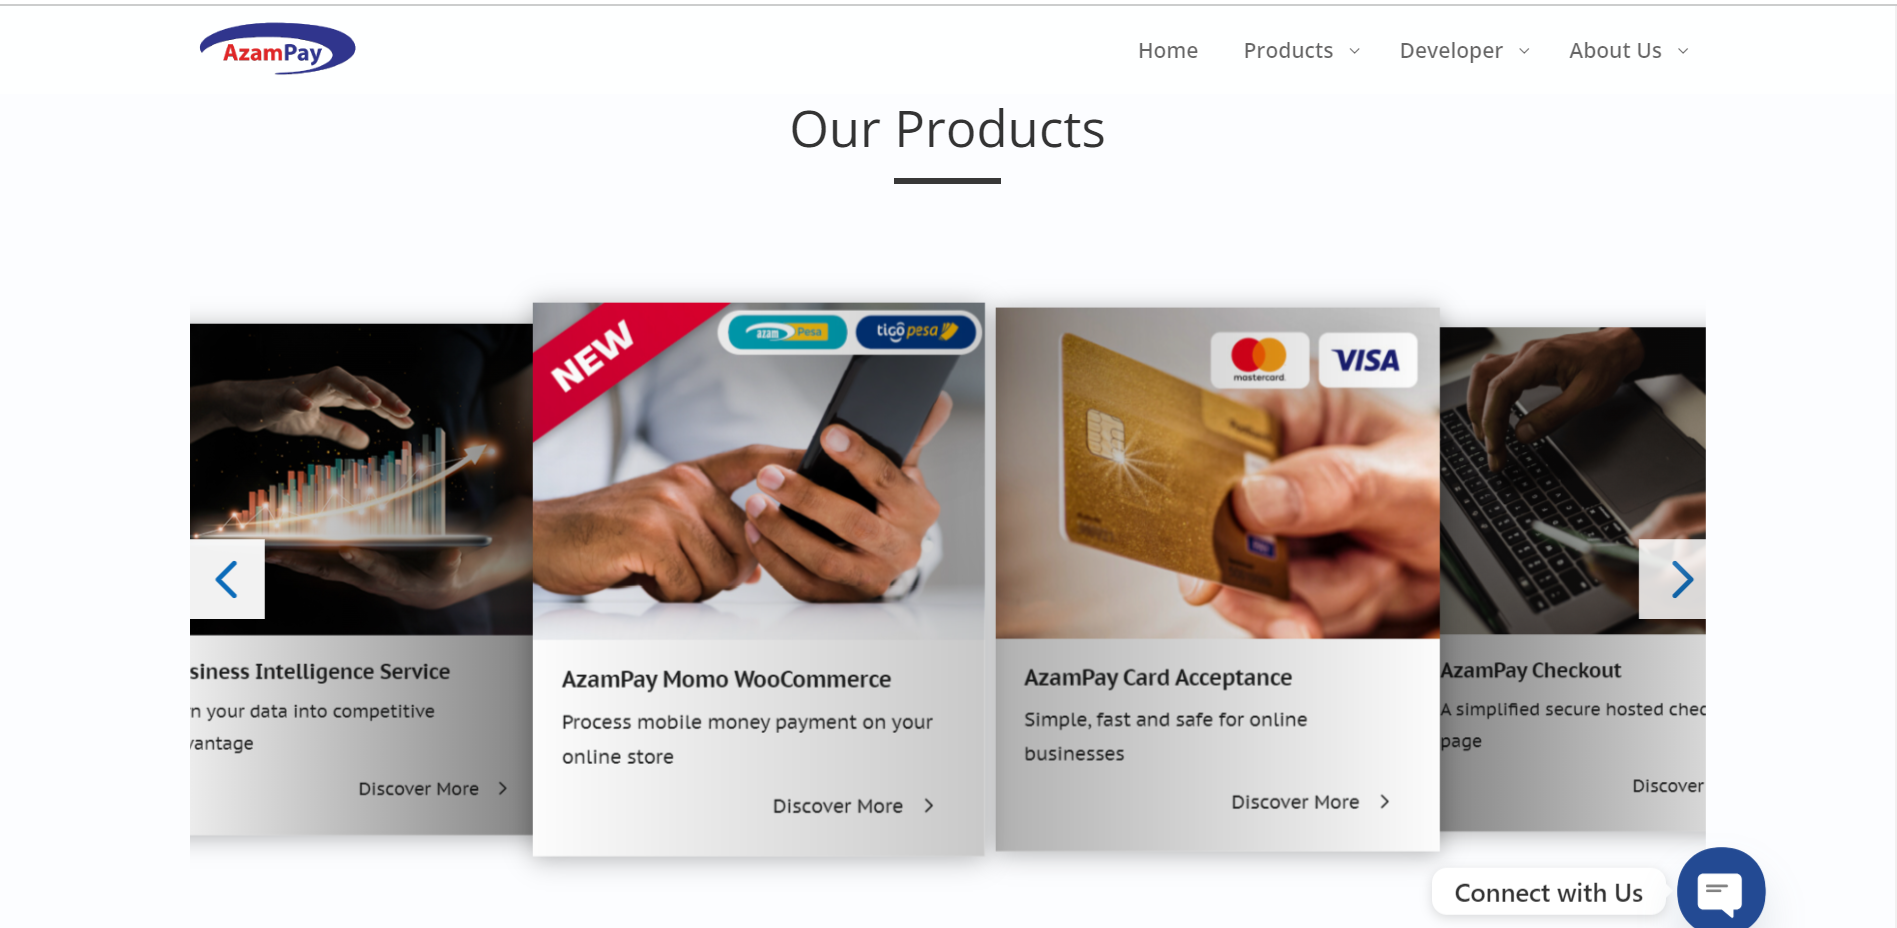 AzamPay
Home
Products
Developer
About Us
Our Products
siness Intelligence Service
n your data into competitive
vantage
Discover More
NEW
azam Pesa
tigo pesa
AzamPay Momo WooCommerce
Process mobile money payment on your
online store
Discover More
mastercard.
VISA
AzamPay Card Acceptance
Simple, fast and safe for online
businesses
Discover More
AzamPay Checkout
A simplified secure hosted chec
page
Discover
Connect with Us